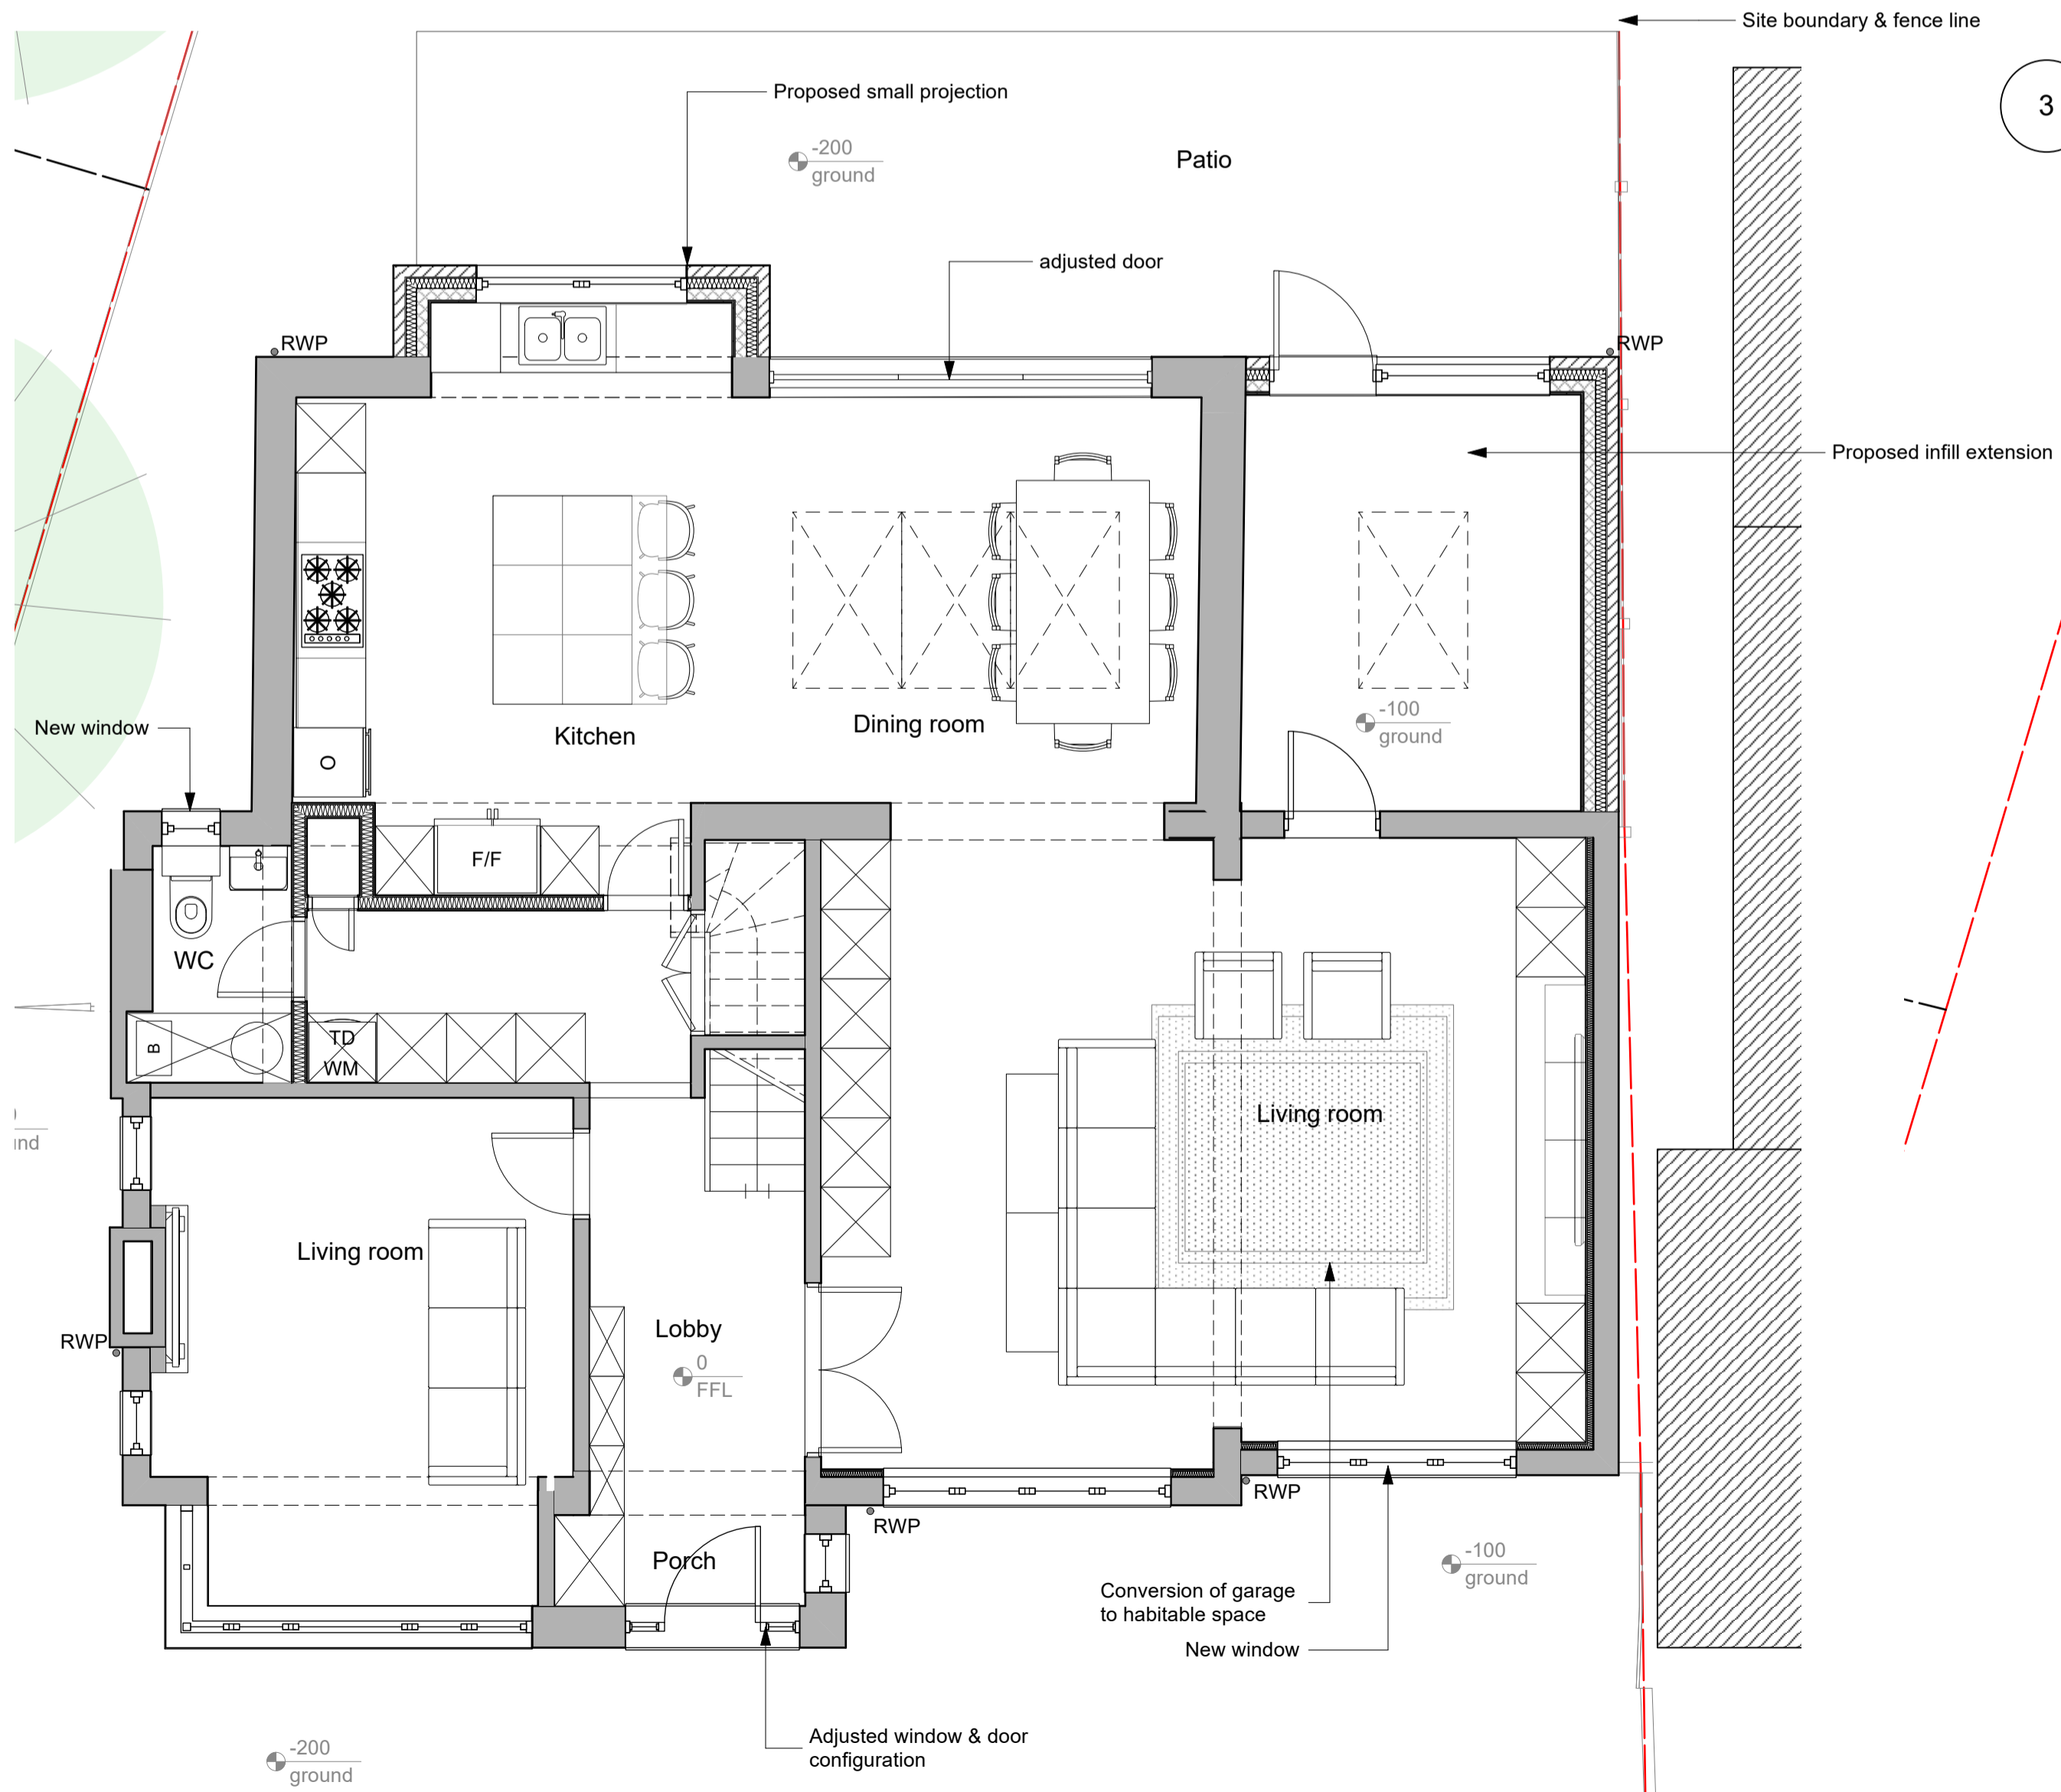 Site boundary & fence line
3
Proposed small projection
-200
ground
Patio
adjusted door
RWP
RWP
Proposed infill extension
New window
Kitchen
Dining room
-100
ground
O
F/F
WC
B
TD
WM
Living room
Living room
Lobby
0
FFL
RWP
RWP
RWP
Porch
-100
ground
Conversion of garage
to habitable space
New window
Adjusted window & door
configuration
-200
ground